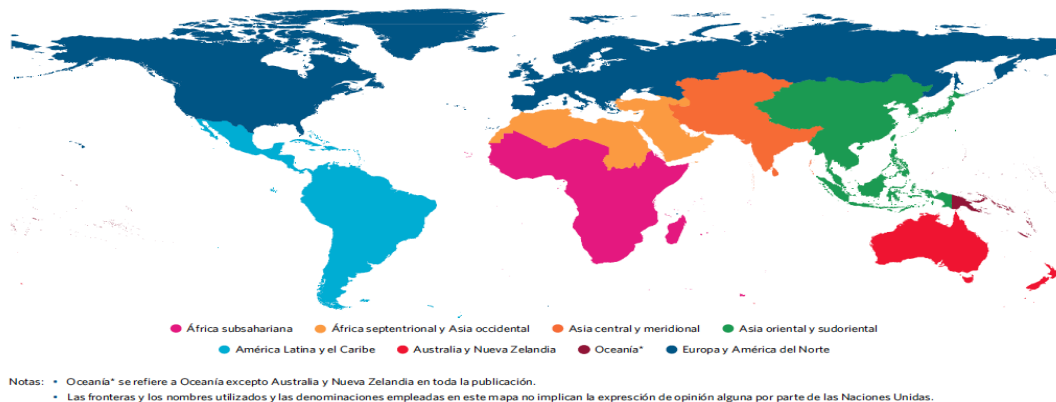 África subsahariana África septentrional y Asia occidental Asia central y meridional Asia oriental y sudoriental
América Latina y el Caribe Australia y Nueva Zelandia Oceanía* Europa y América del Norte
Notas: • Oceanía* se refiere a Oceanía excepto Australia y Nueva Zelandia en toda la publicación.
• Las fronteras y los nombres utilizados y las denominaciones empleadas en este mapa no implican la expresión de opinión alguna por parte de las Naciones Unidas.